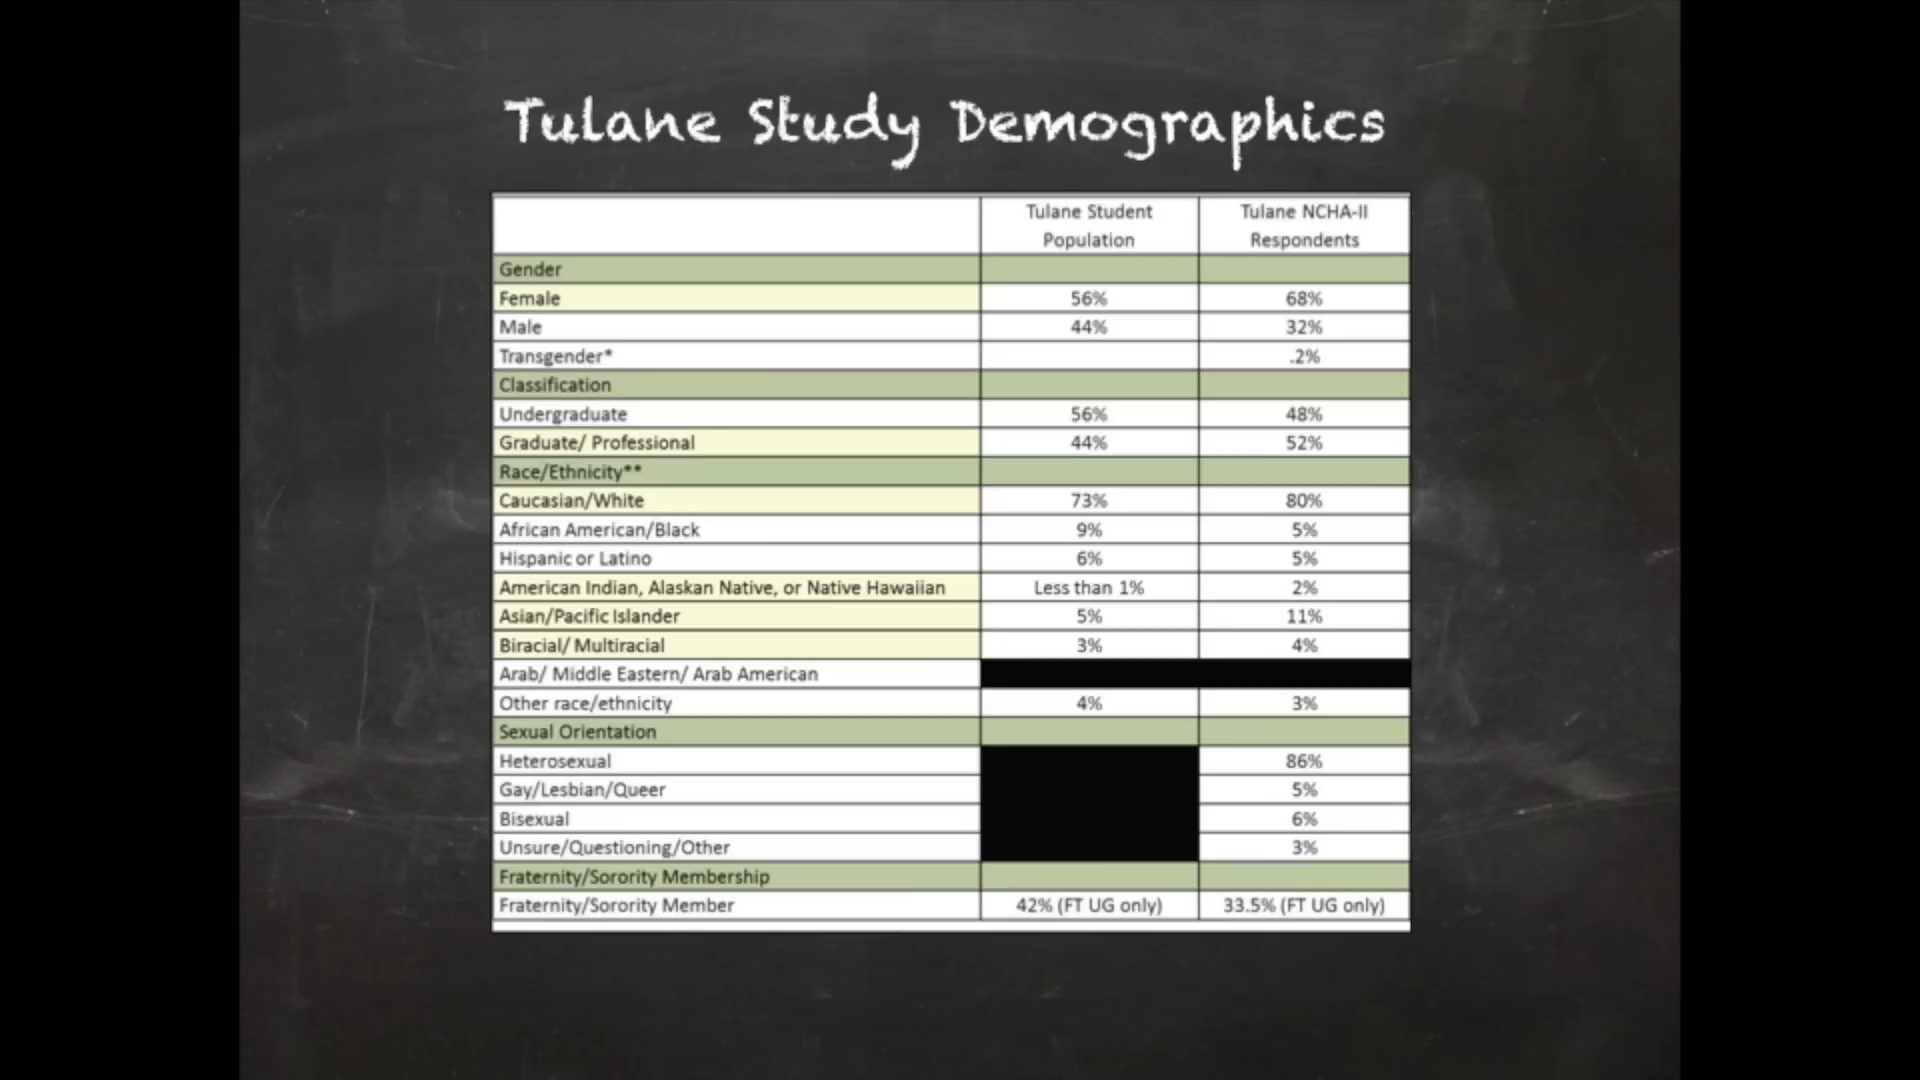 Tulane Study Demographics
Tulane Student Population Tulane NCHA-II Respondents
Gender
Female 56% 68%
Male 44% 32%
Transgender* .2%
Classification
Undergraduate 56% 48%
Graduate/ Professional 44% 52%
Race/Ethnicity**
Caucasian/White 73% 80%
African American/Black 9% 5%
Hispanic or Latino 6% 5%
American Indian, Alaskan Native, or Native Hawaiian Less than 1% 2%
Asian/Pacific Islander 5% 11%
Biracial/ Multiracial 3% 4%
Arab/ Middle Eastern/ Arab American
Other race/ethnicity 4% 3%
Sexual Orientation
Heterosexual 86%
Gay/Lesbian/Queer 5%
Bisexual 6%
Unsure/Questioning/Other 3%
Fraternity/Sorority Membership
Fraternity/Sorority Member 42% (FT UG only) 33.5% (FT UG only)